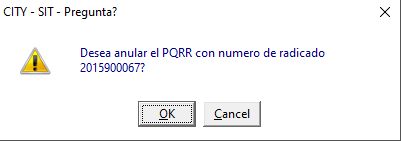 CITY - SIT - Pregunta?
Desea anular el PQRR con numero de radicado
2015900067?
OK Cancel